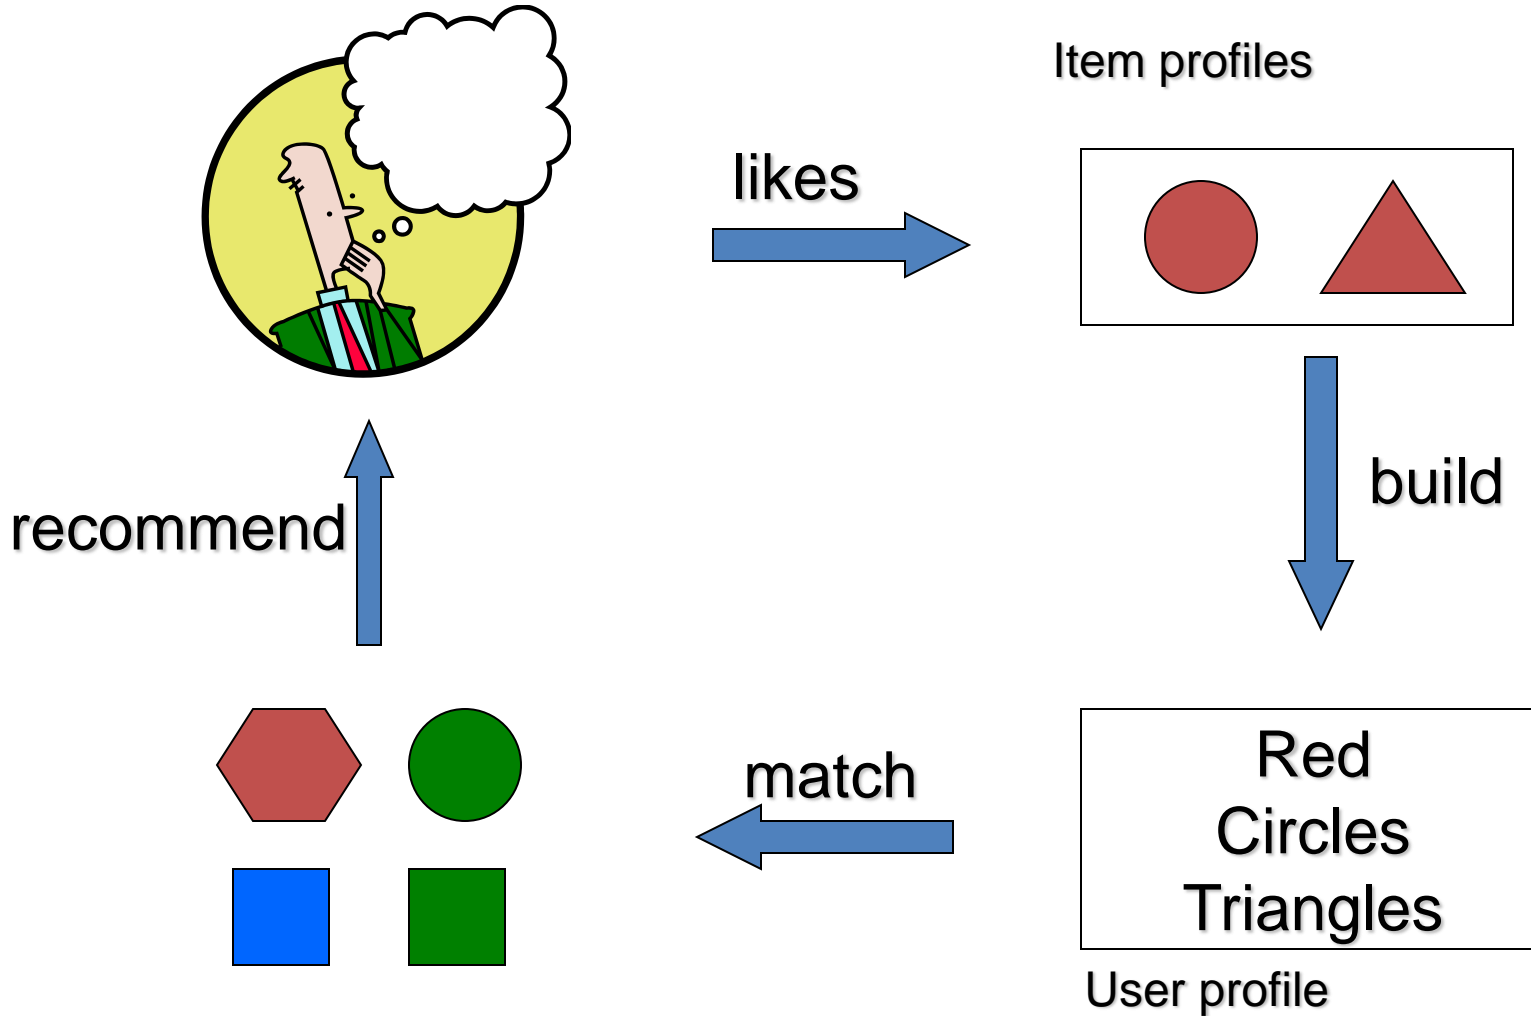 Item profiles
likes
build
recommend
match
Red
Circles
Triangles
User profile